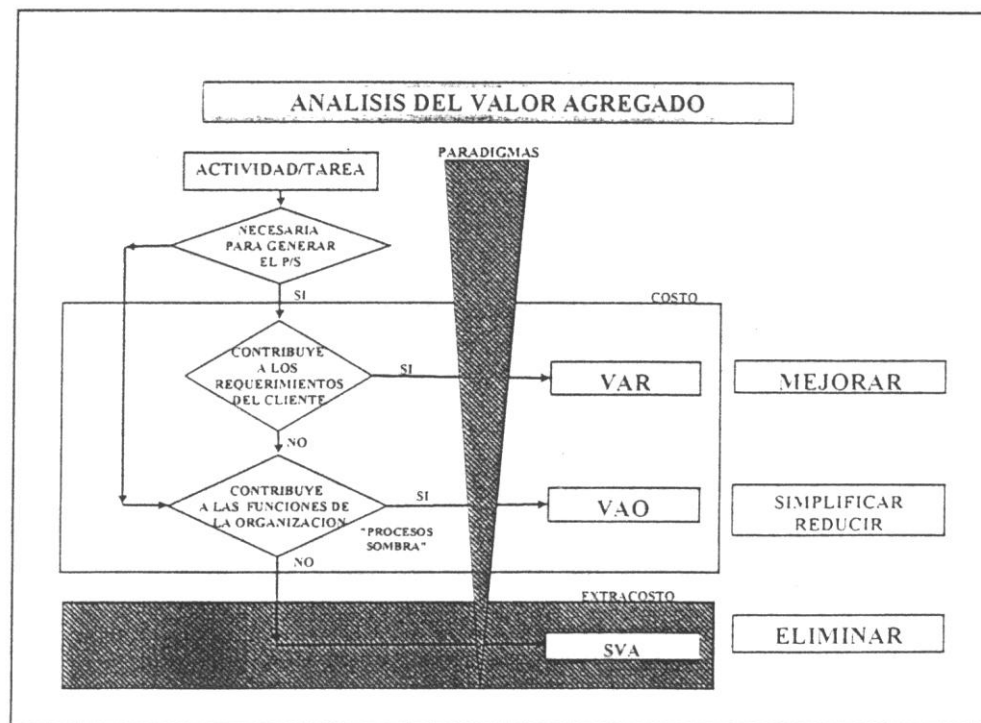 ANALISIS DEL VALOR AGREGADO
PARADIGMAS
ACTIVIDAD/TAREA
NECESARIA
PARA GENERAR
EL P/S
SI
COSTO
CONTRIBUYE
A LOS
REQUERIMIENTOS
DEL CLIENTE
SI
VAR
MEJORAR
NO
CONTRIBUYE
A LAS FUNCIONES DE
LA ORGANIZACION
SI
"PROCESOS
SOMBRA"
VAO
SIMPLIFICAR
REDUCIR
NO
EXTRACOSTO
SVA
ELIMINAR